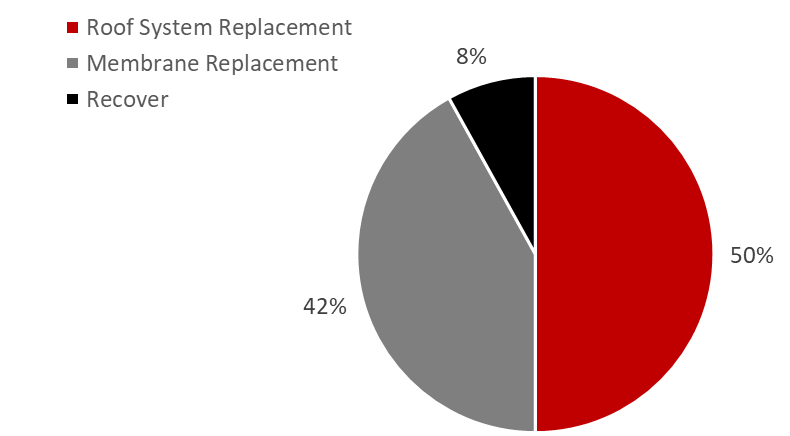 Roof System Replacement
Membrane Replacement
Recover
8%
50%
42%